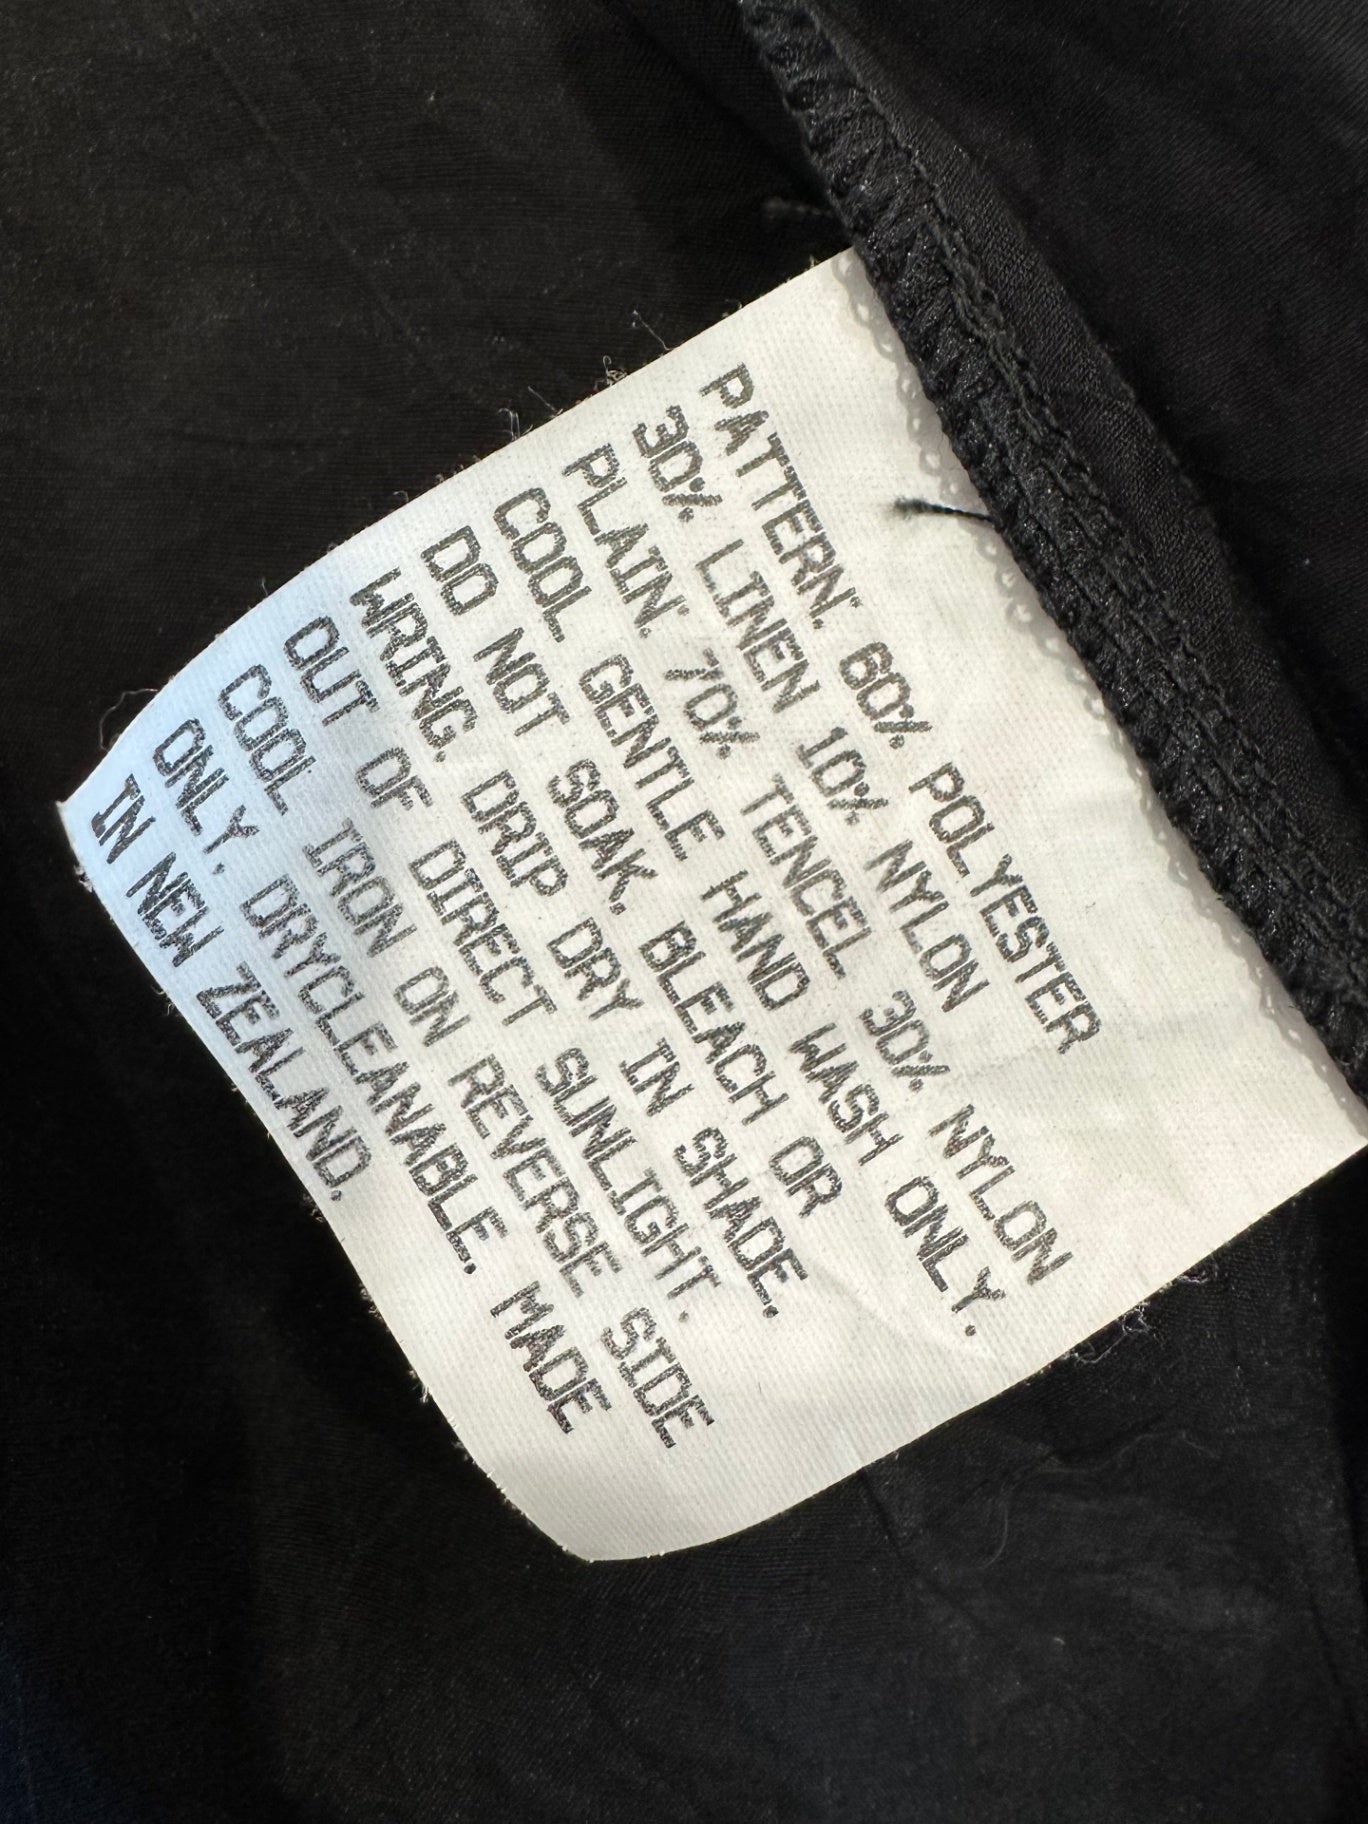 PATTERN: 60% POLYESTER
30% LINEN 10% NYLON
PLAIN: 70% TENCEL 30% NYLON
COOL GENTLE HAND WASH ONLY.
DO NOT SOAK, BLEACH OR
WRING. DRIP DRY IN SHADE.
OUT OF DIRECT SUNLIGHT.
COOL IRON ON REVERSE SIDE
ONLY. DRYCLEANABLE. MADE
IN NEW ZEALAND.